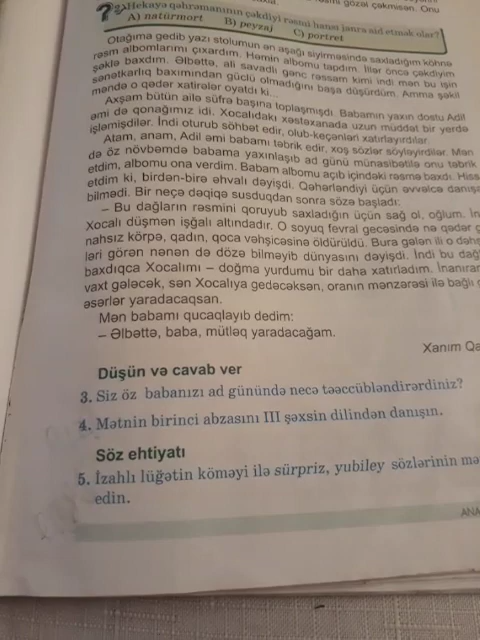 gözəl çəkmisən. Onu
Hekayə qəhrəmanının çəkdiyi rəsmi hansı janra aid etmək olar?
A) natürmort B) peyzaj C) portret
Otağıma gedib yazı stolumun ən aşağı siyirməsində saxladığım köhnə
rəsm albomlarımı çıxardım. Həmin albomu tapdım. İllər öncə çəkdiyim
şəklə baxdım. Əlbəttə, əli savadlı gənc rəssam kimi indi mən bu işin
sənətkarlıq baxımından güclü olmadığını başa düşürdüm. Amma şəkil
məndə o qədər xatirələr oyatdı ki...
Axşam bütün ailə süfrə başına toplaşmışdı. Babamın yaxın dostu Adil
əmi də qonağımız idi. Xocalıdakı xəstəxanada uzun müddət bir yerdə
işləmişdilər. İndi oturub söhbət edir, olub-keçənləri xatırlayırdılar.
Atam, anam, Adil əmi babamı təbrik edir, xoş sözlər söyləyirdilər. Mən
də öz növbəmdə babama yaxınlaşıb ad günü münasibətilə onu təbrik
etdim, albomu ona verdim. Babam albomu açıb içindəki rəsmə baxdı. Hiss
etdim ki, birdən-birə əhvalı dəyişdi. Qəhərləndiyi üçün əvvəlcə
bilmədi. Bir neçə dəqiqə susduqdan sonra sözə başladı:
– Bu dağların rəsmini qoruyub saxladığın üçün sağ ol, oğlum.
Xocalı düşmən işğalı altındadır. O soyuq fevral gecəsində nə qədər
nahsız körpə, qadın, qoca vəhşicəsinə öldürüldü. Bura gələn ili o
ləri görən nənən də dözə bilməyib dünyasını dəyişdi. İndi bu
baxdıqca Xocalımı – doğma yurdumu bir daha xatırladım.
vaxt gələcək, sən Xocalıya gedəcəksən, oranın mənzərəsi ilə bağlı
əsərlər yaradacaqsan.
Mən babamı qucaqlayıb dedim:
– Əlbəttə, baba, mütləq yaradacağam.
Xanım
Düşün və cavab ver
3. Siz öz babanızı ad günündə necə təəccübləndirərdiniz?
4. Mətnin birinci abzasını III şəxsin dilindən danışın.
Söz ehtiyatı
5. İzahlı lüğətin köməyi ilə sürpriz, yubiley sözlərinin
edin.